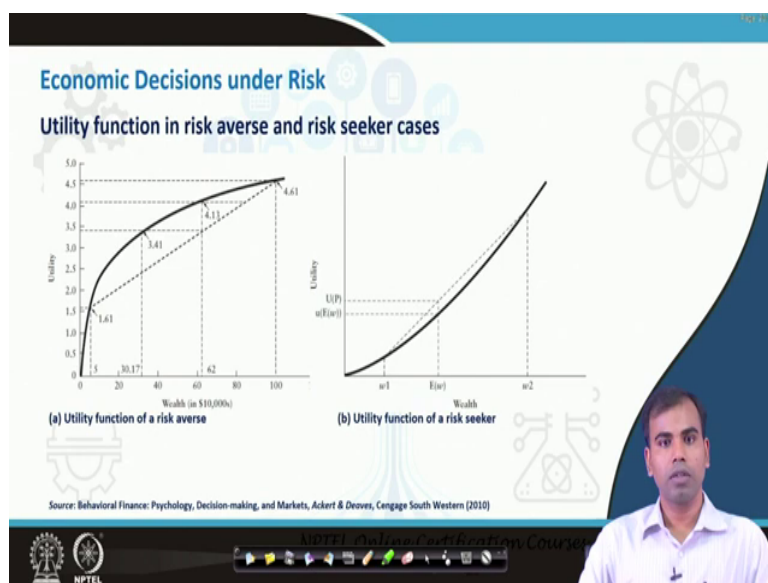 Economic Decisions under Risk
Utility function in risk averse and risk seeker cases
5.0
4.5
4.0
3.5
3.0
2.5
2.0
1.5
1.0
0.5
0
Utility
4.61
4.13
3.41
1.61
5
30.17
62
0
20
40
60
80
100
Wealth (in $10,000s)
(a) Utility function of a risk averse
Utility
U(P)
u(E(w))
w1
E(w)
w2
Wealth
(b) Utility function of a risk seeker
Source: Behavioral Finance: Psychology, Decision-making, and Markets, Ackert & Deaves, Cengage South Western (2010)
NPTEL Online Certification Courses
NPTEL